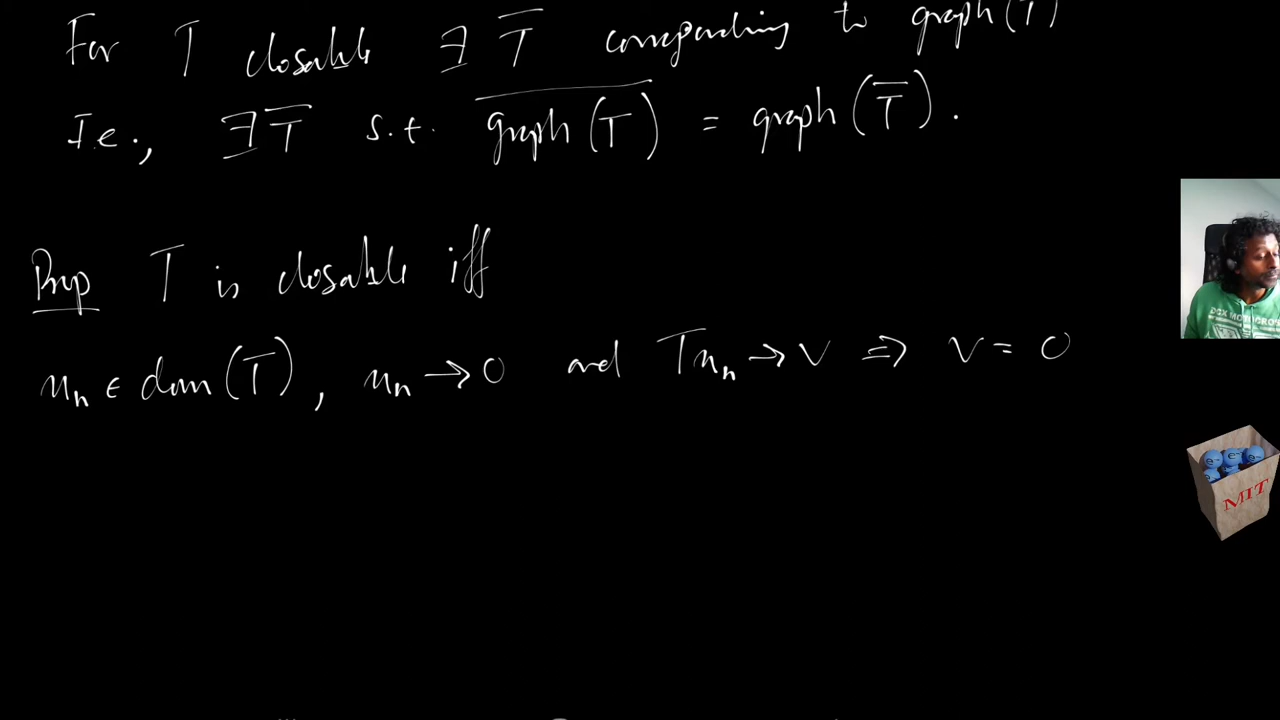 For T closable ∃ T̅ corresponding to graph(T)
I.e., ∃ T̅ s.t. \overline{graph(T)} = graph(T̅).
Prop T is closable iff
uₙ ∈ dom(T), uₙ → 0 and Tuₙ → v ⇒ v = 0
MIT